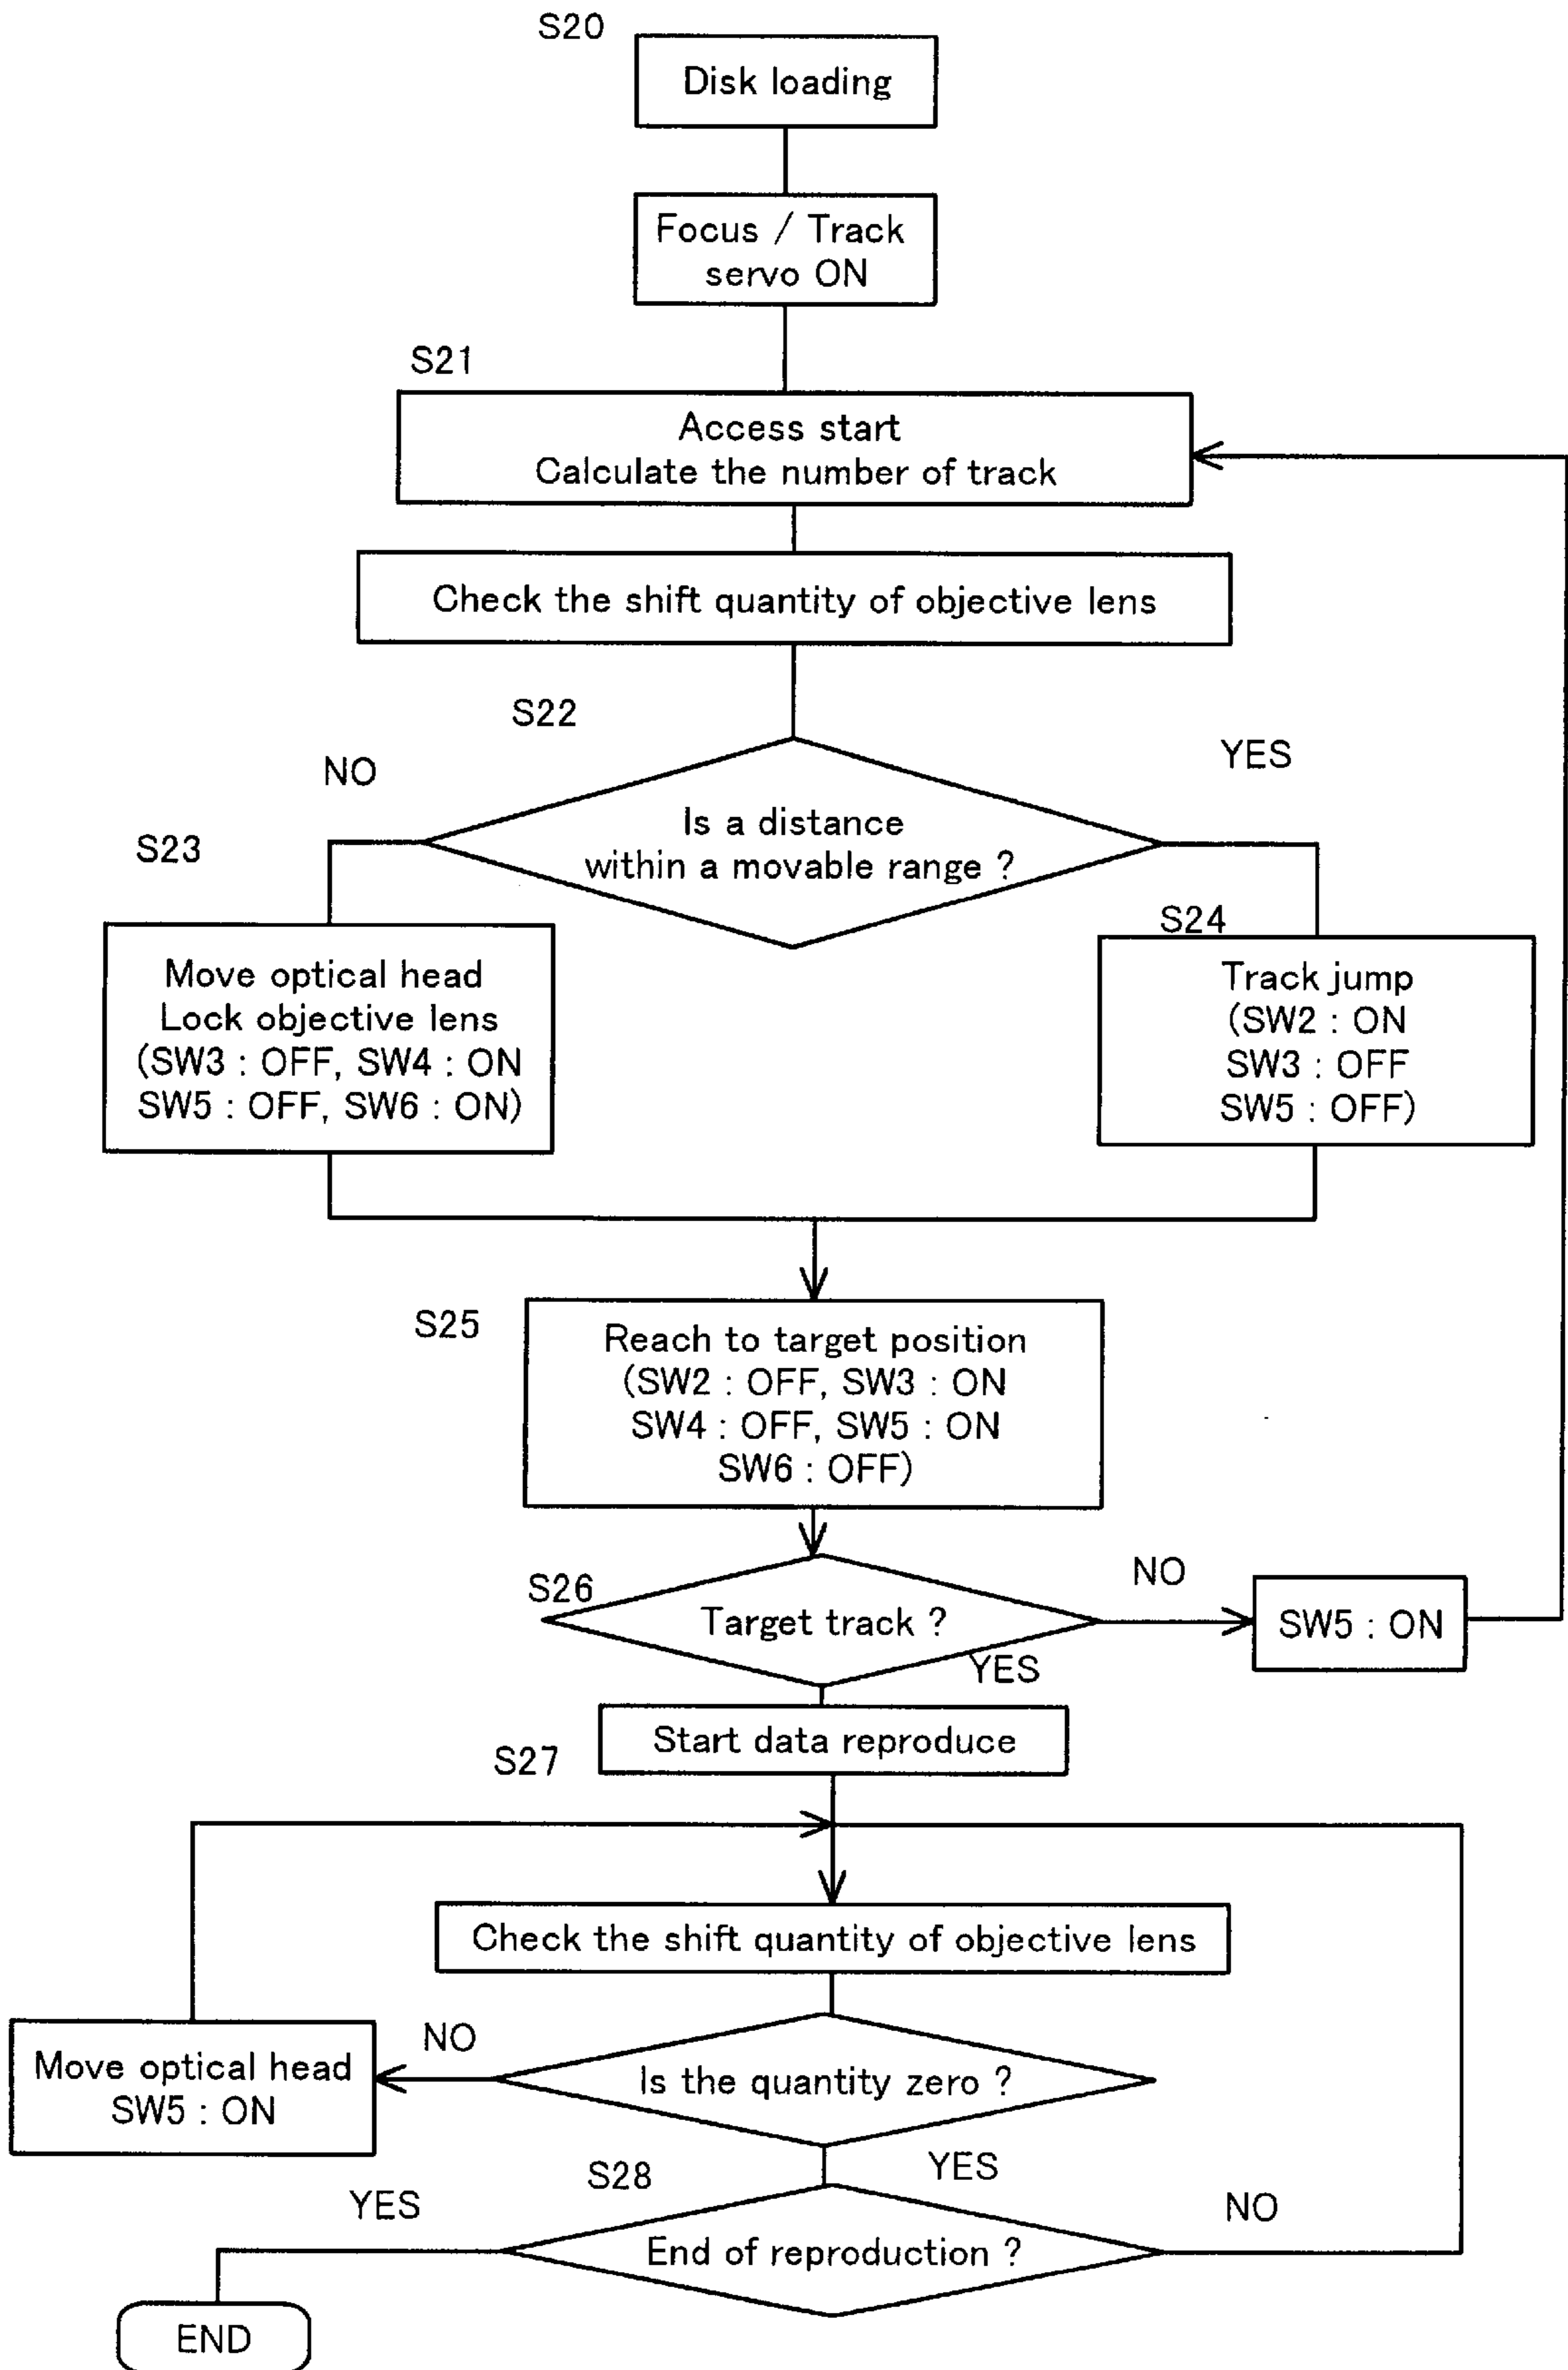 S20
Disk loading
Focus / Track
servo ON
S21
Access start
Calculate the number of track
Check the shift quantity of objective lens
S22
NO
YES
Is a distance
within a movable range ?
S23
Move optical head
Lock objective lens
(SW3 : OFF, SW4 : ON
SW5 : OFF, SW6 : ON)
S24
Track jump
(SW2 : ON
SW3 : OFF
SW5 : OFF)
S25
Reach to target position
(SW2 : OFF, SW3 : ON
SW4 : OFF, SW5 : ON
SW6 : OFF)
S26
Target track ?
NO
SW5 : ON
YES
Start data reproduce
S27
Check the shift quantity of objective lens
NO
Move optical head
SW5 : ON
Is the quantity zero ?
YES
S28
YES
NO
End of reproduction ?
END